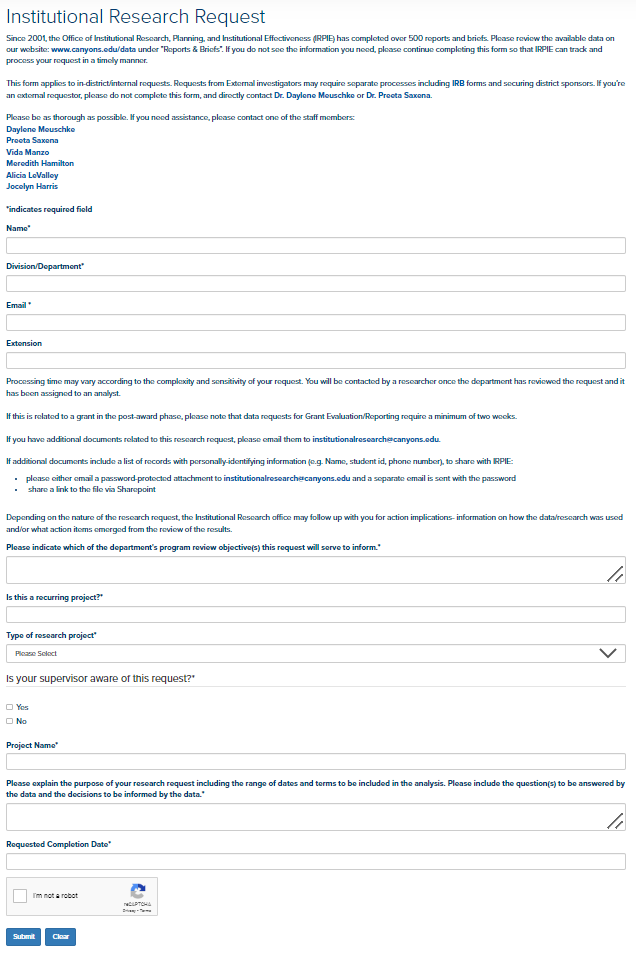 Institutional Research Request
Since 2001, the Office of Institutional Research, Planning, and Institutional Effectiveness (IRPIE) has completed over 500 reports and briefs. Please review the available data on
our website: www.canyons.edu/data under "Reports & Briefs". If you do not see the information you need, please continue completing this form so that IRPIE can track and
process your request in a timely manner.
This form applies to in-district/internal requests. Requests from External investigators may require separate processes including IRB forms and securing district sponsors. If you're
an external requestor, please do not complete this form, and directly contact Dr. Daylene Meuschke or Dr. Preeta Saxena.
Please be as thorough as possible. If you need assistance, please contact one of the staff members:
Daylene Meuschke
Preeta Saxena
Vida Manzo
Meredith Hamilton
Alicia LeValley
Jocelyn Harris
*indicates required field
Name*
Division/Department*
Email *
Extension
Processing time may vary according to the complexity and sensitivity of your request. You will be contacted by a researcher once the department has reviewed the request and it
has been assigned to an analyst.
If this is related to a grant in the post-award phase, please note that data requests for Grant Evaluation/Reporting require a minimum of two weeks.
If you have additional documents related to this research request, please email them to institutionalresearch@canyons.edu.
If additional documents include a list of records with personally-identifying information (e.g. Name, student id, phone number), to share with IRPIE:
• please either email a password-protected attachment to institutionalresearch@canyons.edu and a separate email is sent with the password
• share a link to the file via Sharepoint
Depending on the nature of the research request, the Institutional Research office may follow up with you for action implications- information on how the data/research was used
and/or what action items emerged from the review of the results.
Please indicate which of the department's program review objective(s) this request will serve to inform.*
Is this a recurring project?*
Type of research project*
Please Select
Is your supervisor aware of this request?*
Yes
No
Project Name*
Please explain the purpose of your research request including the range of dates and terms to be included in the analysis. Please include the question(s) to be answered by
the data and the decisions to be informed by the data.*
Requested Completion Date*
I'm not a robot
reCAPTCHA
Privacy - Terms
Submit Clear